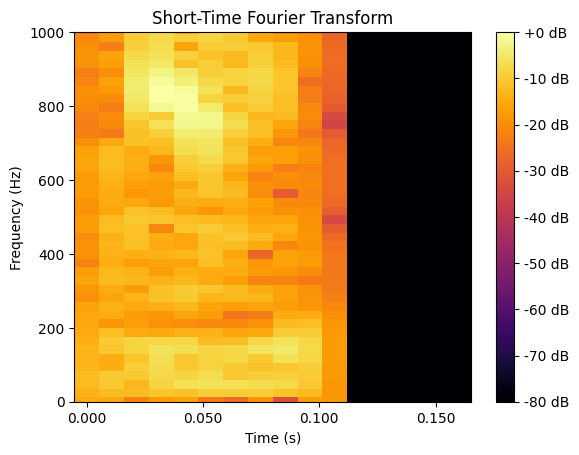 Short-Time Fourier Transform
1000
800
600
400
200
0
Frequency (Hz)
0.000
0.050
0.100
0.150
Time (s)
+0 dB
-10 dB
-20 dB
-30 dB
-40 dB
-50 dB
-60 dB
-70 dB
-80 dB